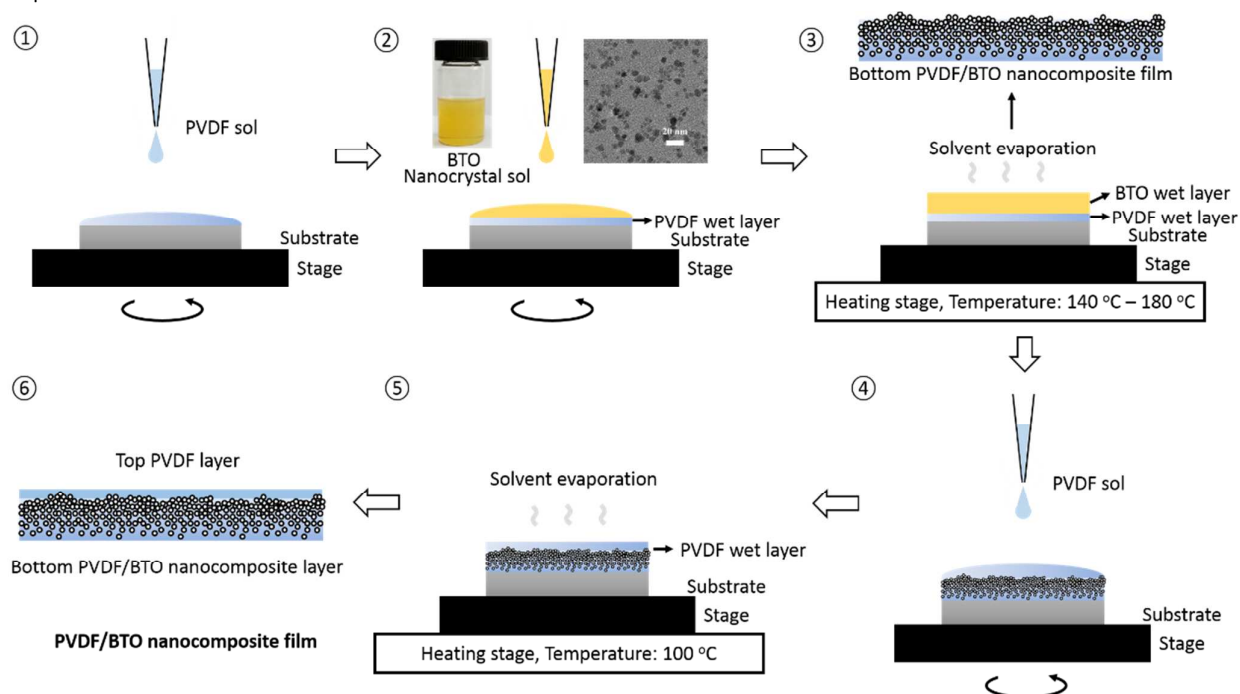 ①
PVDF sol
Substrate
Stage
②
BTO
Nanocrystal sol
20 nm
PVDF wet layer
Substrate
Stage
③
Bottom PVDF/BTO nanocomposite film
Solvent evaporation
BTO wet layer
PVDF wet layer
Substrate
Stage
Heating stage, Temperature: 140 °C – 180 °C
④
PVDF sol
Substrate
Stage
⑤
Solvent evaporation
PVDF wet layer
Substrate
Stage
Heating stage, Temperature: 100 °C
⑥
Top PVDF layer
Bottom PVDF/BTO nanocomposite layer
PVDF/BTO nanocomposite film